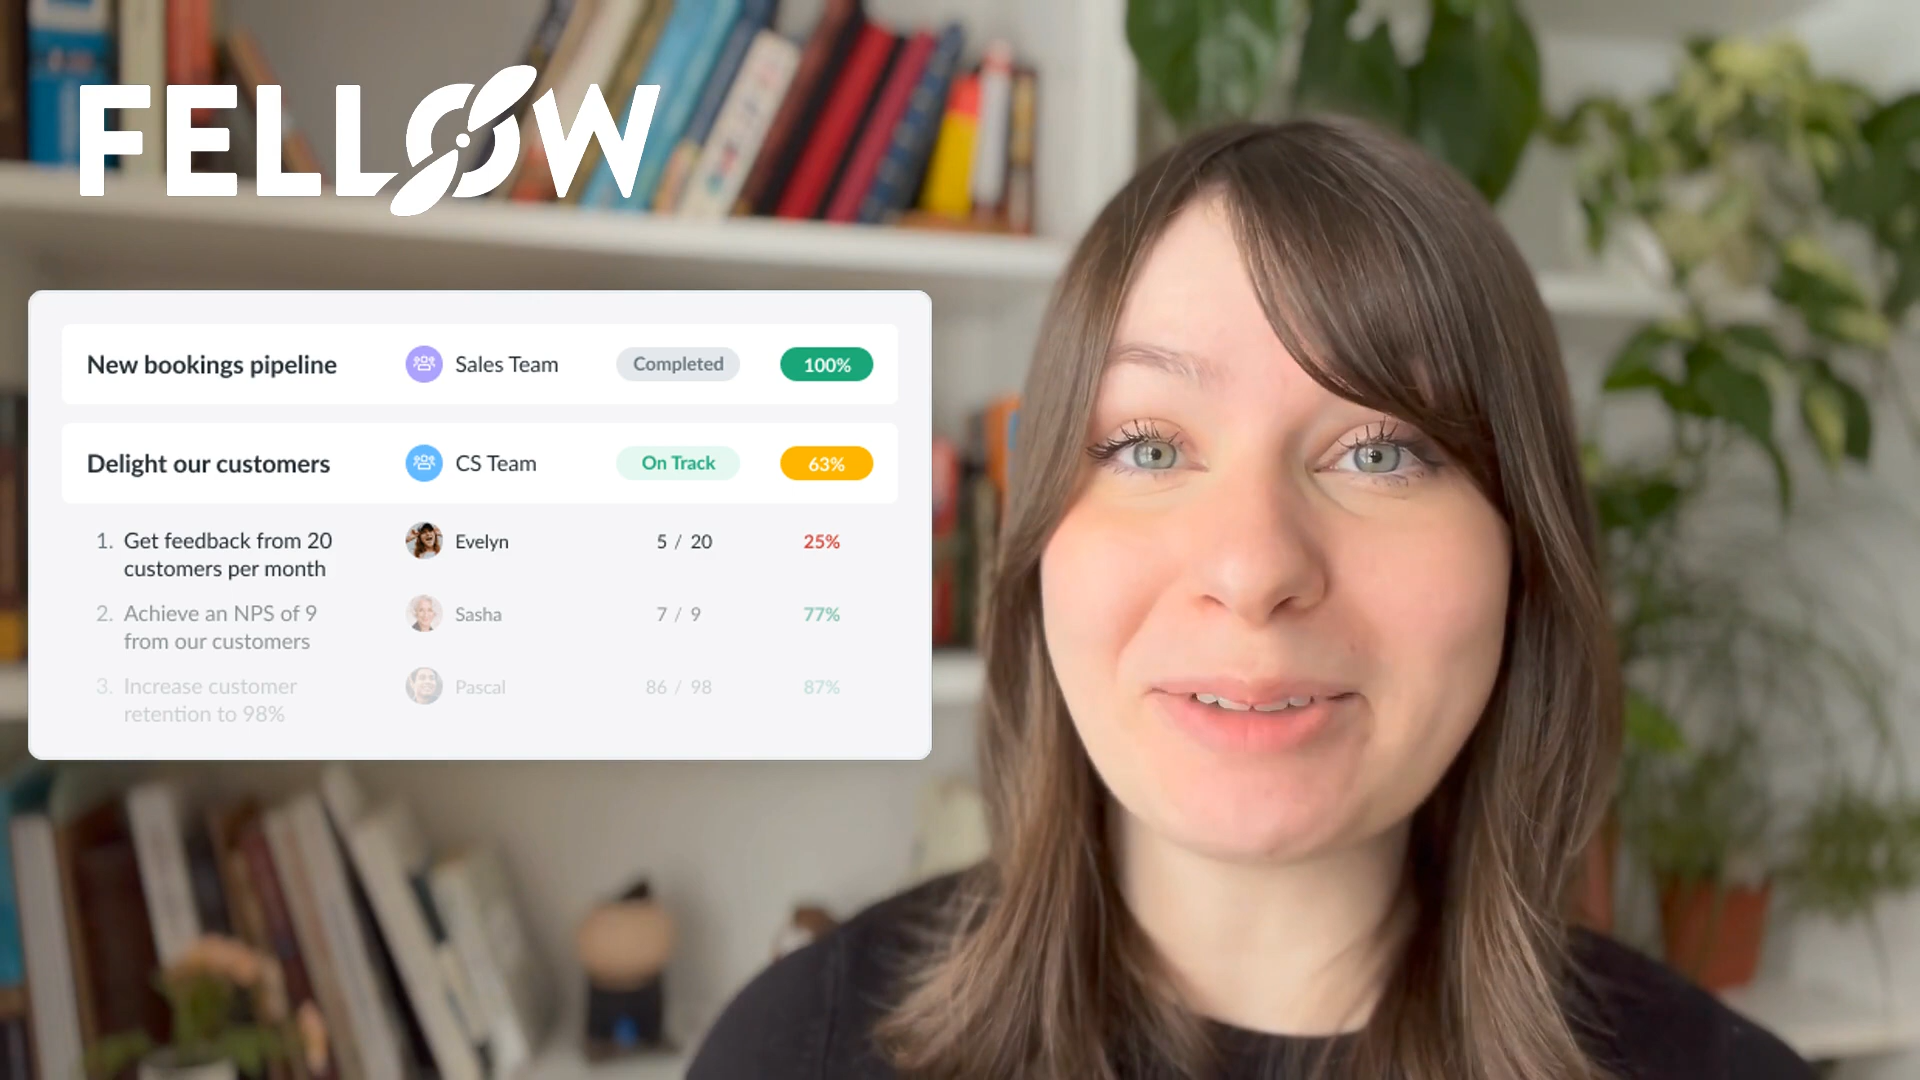 FELLOW
New bookings pipeline Sales Team Completed 100%
Delight our customers CS Team On Track 63%
1. Get feedback from 20 Evelyn 5 / 20 25%
customers per month
2. Achieve an NPS of 9 Sasha 7 / 9 77%
from our customers
3. Increase customer Pascal 86 / 98 87%
retention to 98%